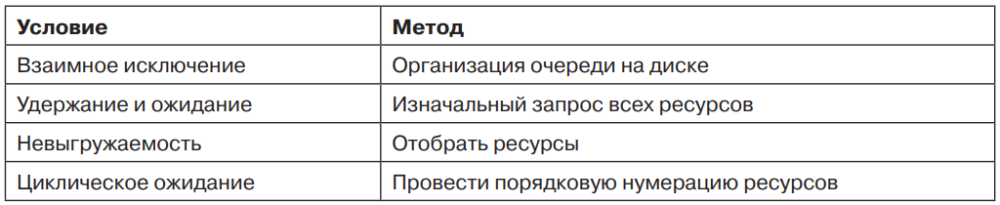 Условие Метод
Взаимное исключение Организация очереди на диске
Удержание и ожидание Изначальный запрос всех ресурсов
Невыгружаемость Отобрать ресурсы
Циклическое ожидание Провести порядковую нумерацию ресурсов